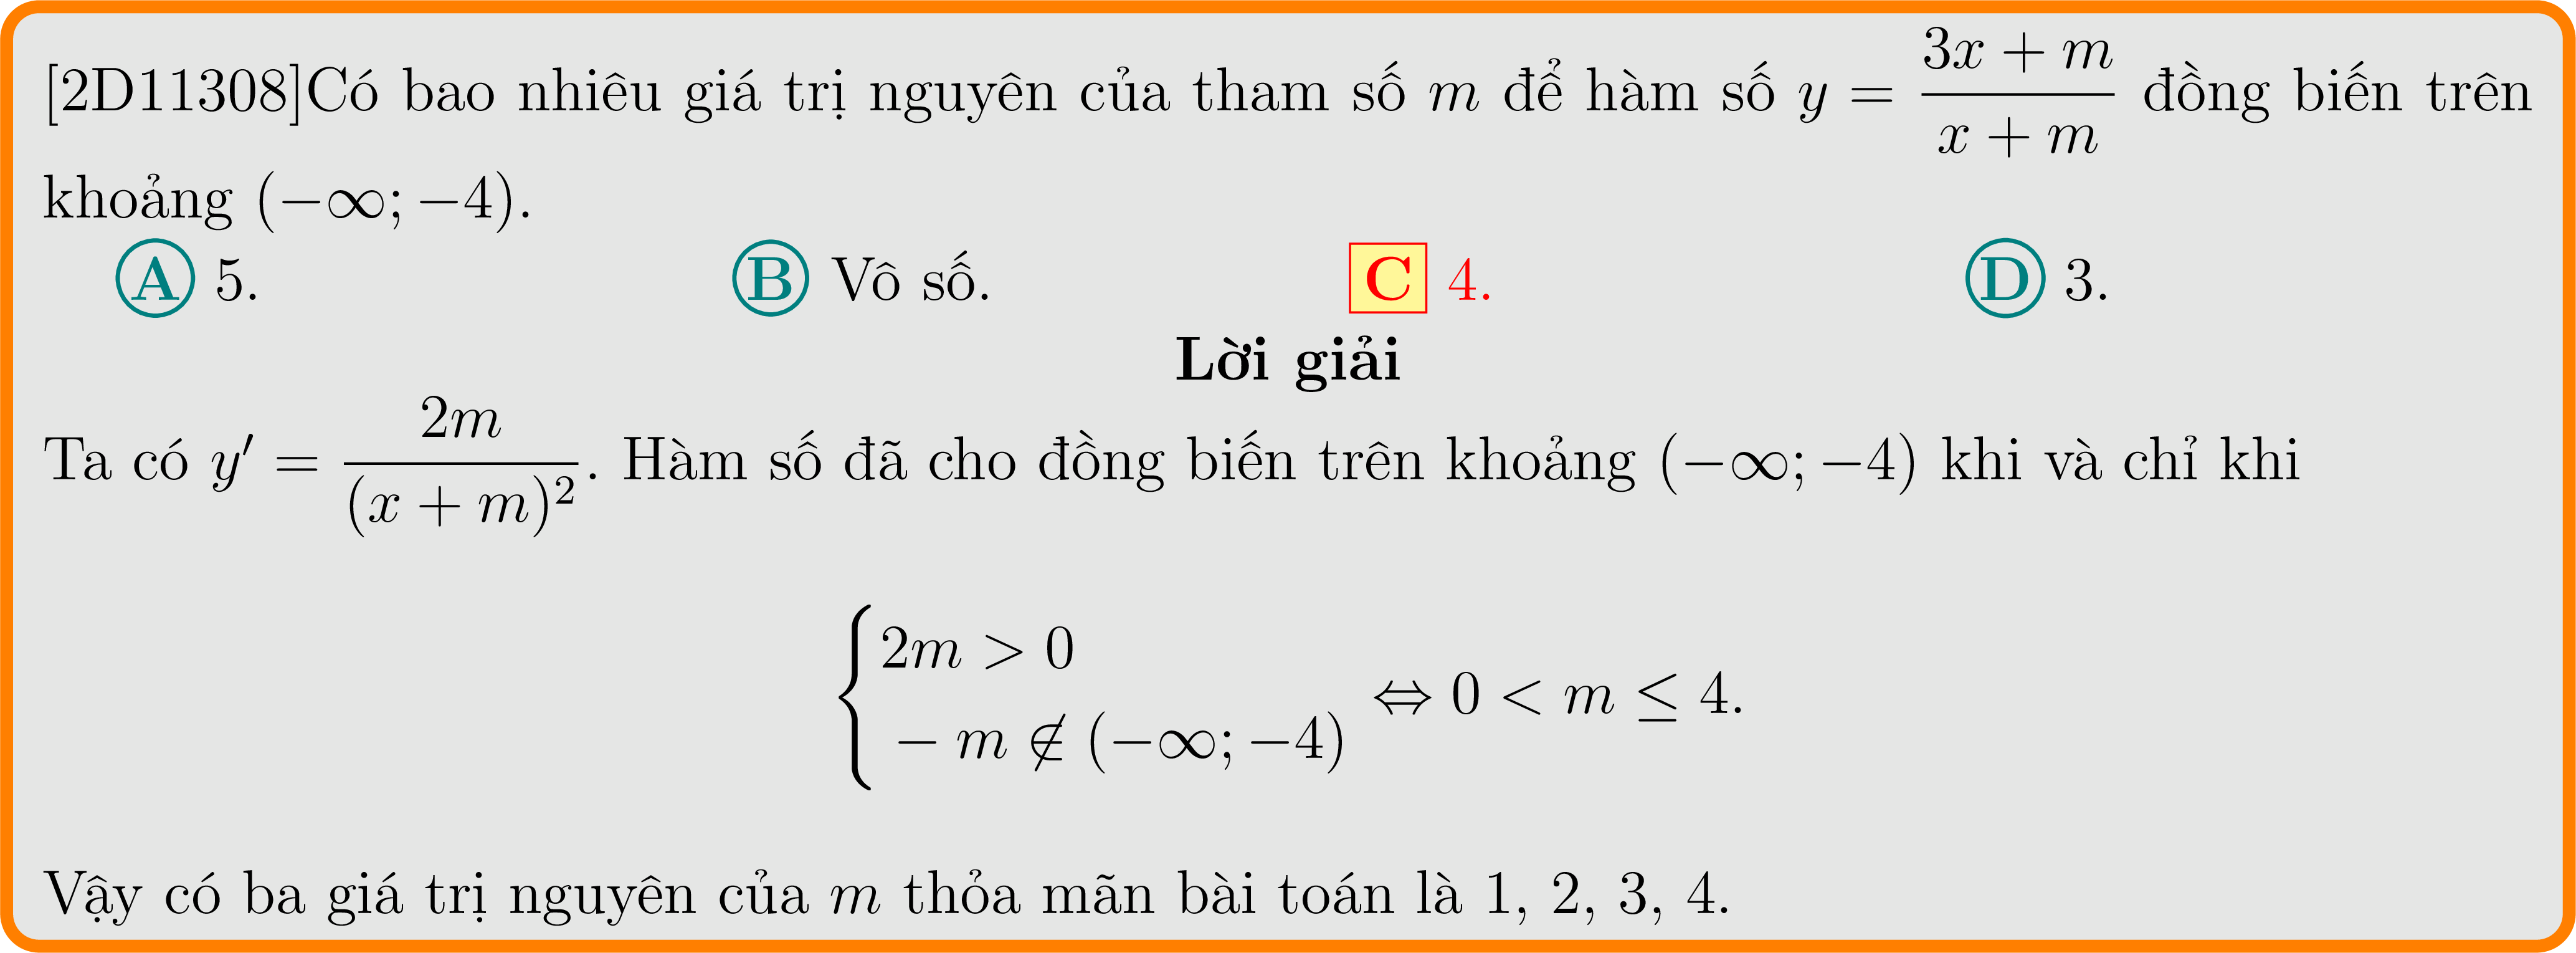 [2D11308]Có bao nhiêu giá trị nguyên của tham số $m$ để hàm số $y = \dfrac{3x + m}{x + m}$ đồng biến trên
khoảng $(-\infty; -4)$.
A 5. B Vô số. C 4. D 3.
Lời giải
Ta có $y' = \dfrac{2m}{(x + m)^2}$. Hàm số đã cho đồng biến trên khoảng $(-\infty; -4)$ khi và chỉ khi
$\begin{cases} 2m > 0 \\ -m \notin (-\infty; -4) \end{cases} \Leftrightarrow 0 < m \leq 4.$
Vậy có ba giá trị nguyên của $m$ thỏa mãn bài toán là 1, 2, 3, 4.